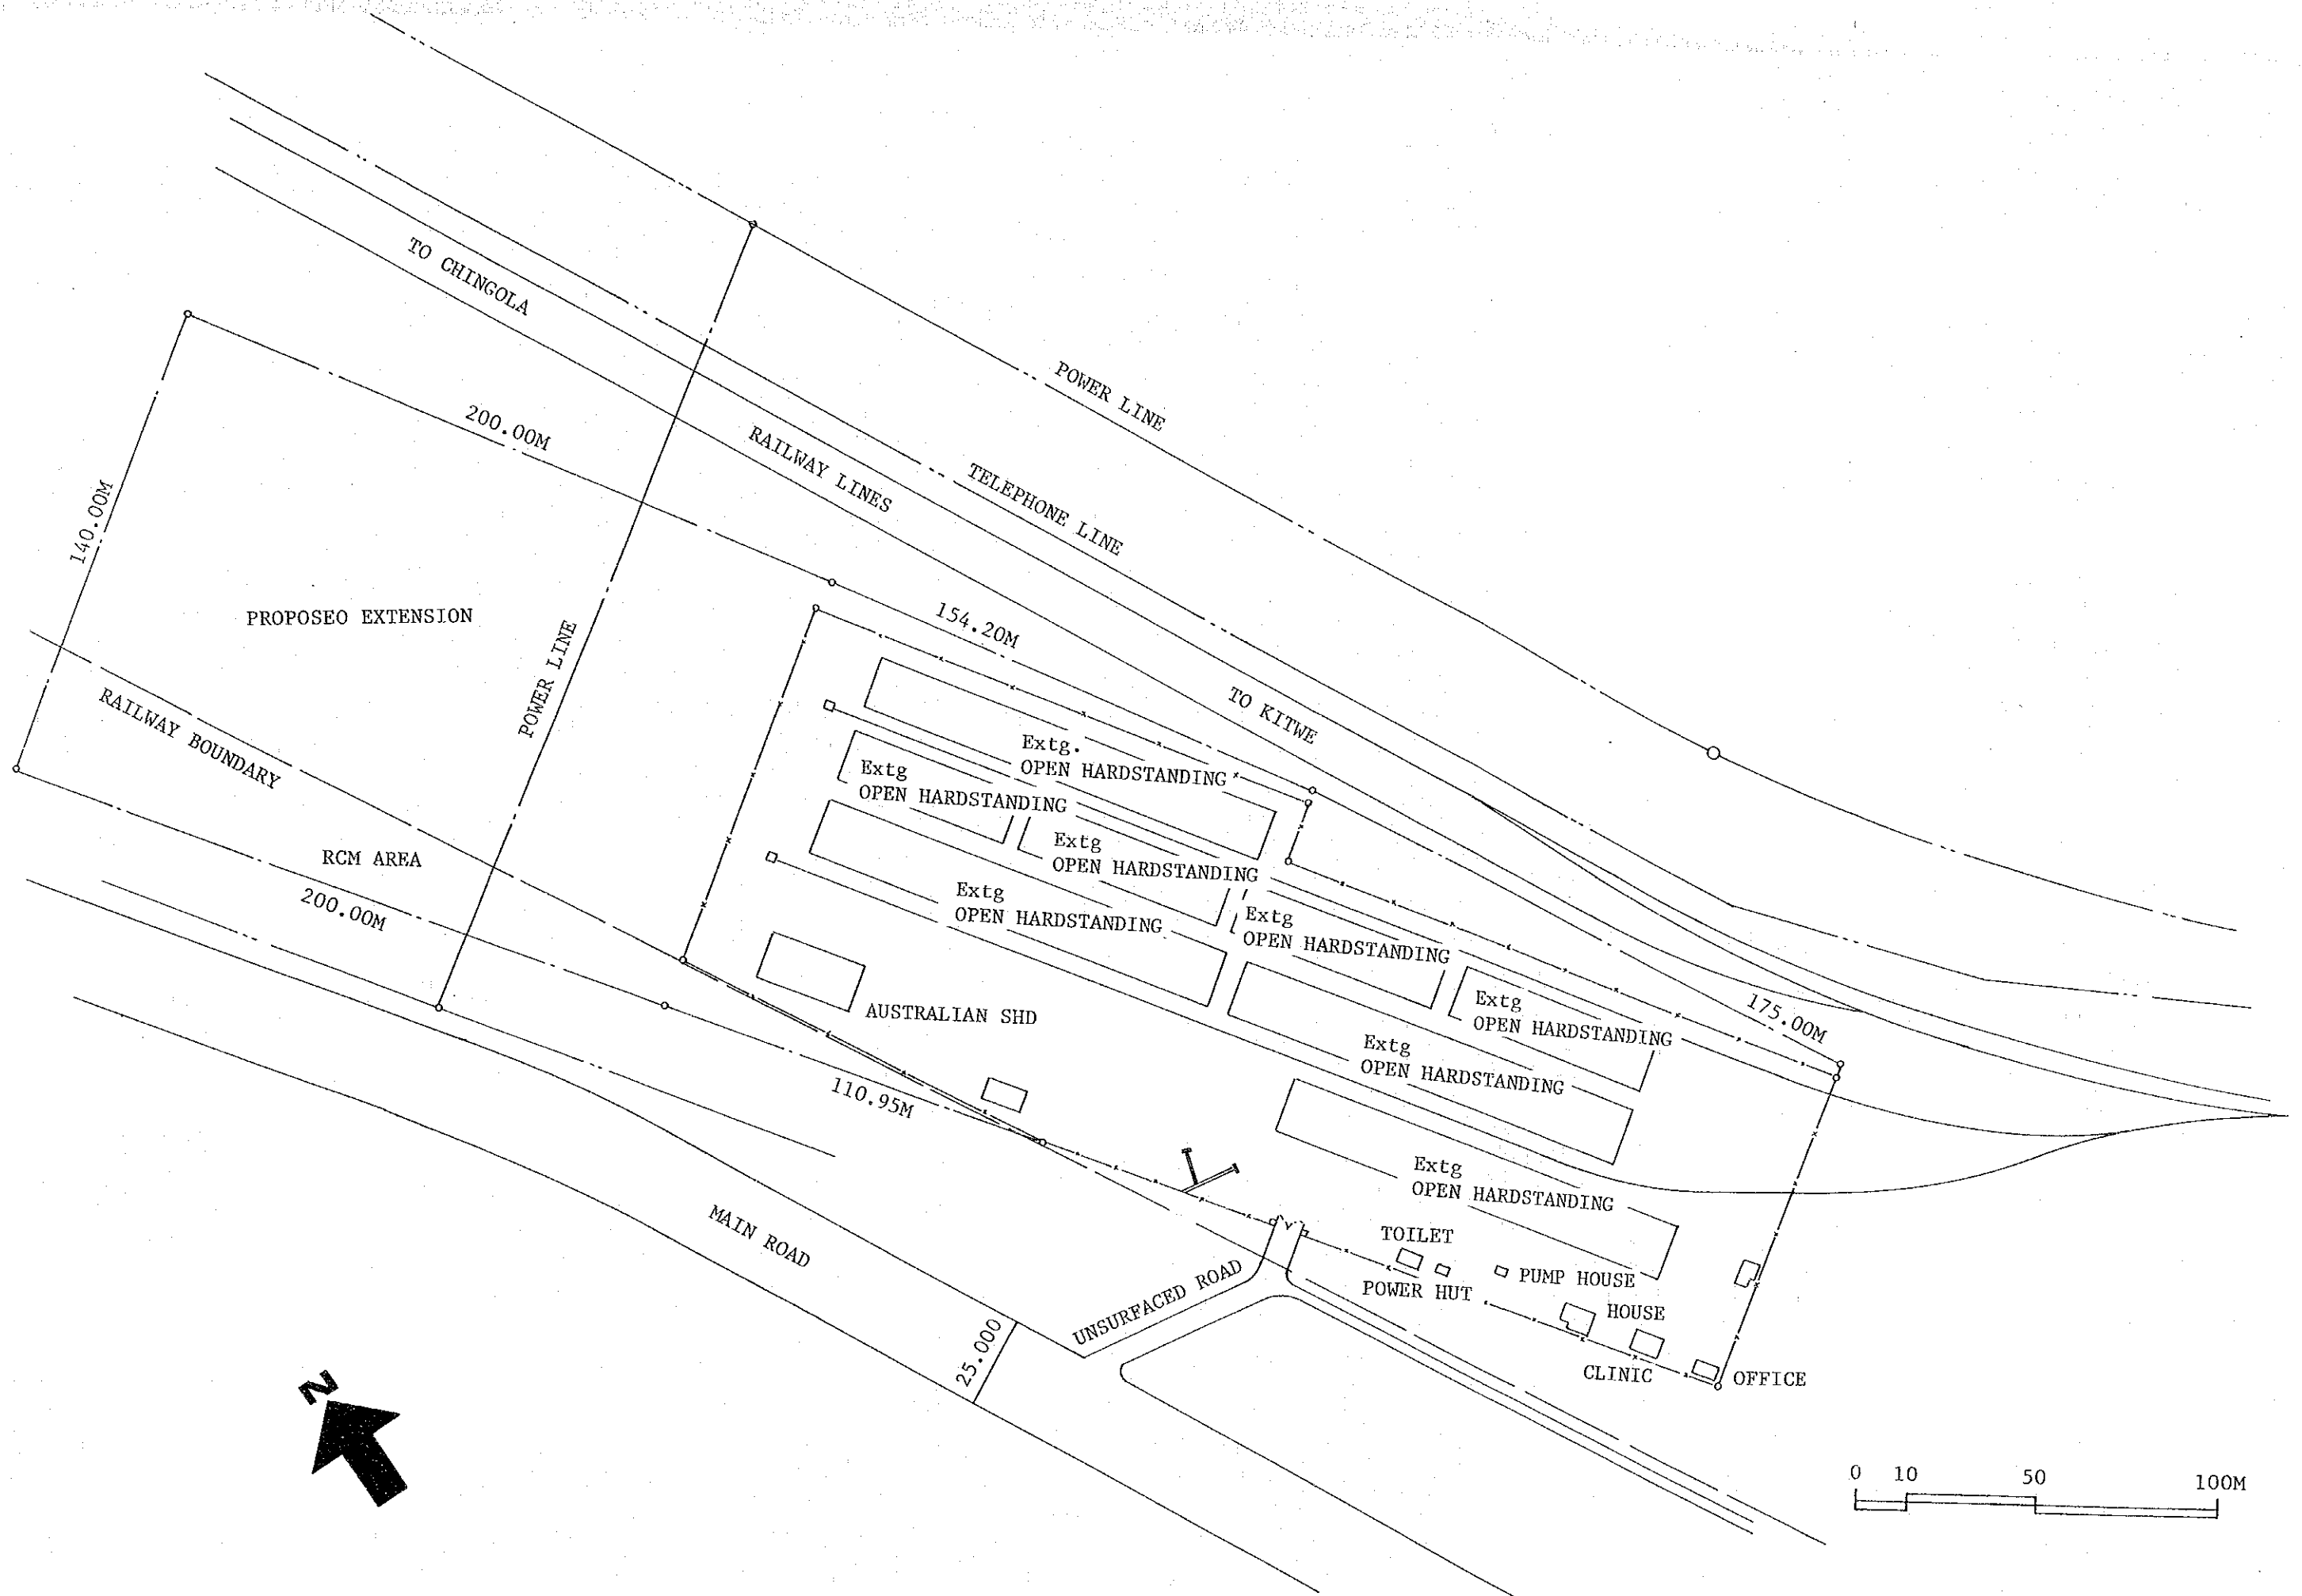 TO CHINGOLA
200.00M
POWER LINE
RAILWAY LINES
TELEPHONE LINE
140.00M
PROPOSEO EXTENSION
POWER LINE
154.20M
RAILWAY BOUNDARY
TO KITWE
Extg.
OPEN HARDSTANDING
Extg
OPEN HARDSTANDING
Extg
OPEN HARDSTANDING
RCM AREA
200.00M
Extg
OPEN HARDSTANDING
Extg
OPEN HARDSTANDING
Extg
OPEN HARDSTANDING
175.00M
AUSTRALIAN SHD
Extg
OPEN HARDSTANDING
110.95M
Extg
OPEN HARDSTANDING
MAIN ROAD
TOILET
PUMP HOUSE
POWER HUT
UNSURFACED ROAD
HOUSE
25.000
CLINIC
OFFICE
N
0 10 50 100M